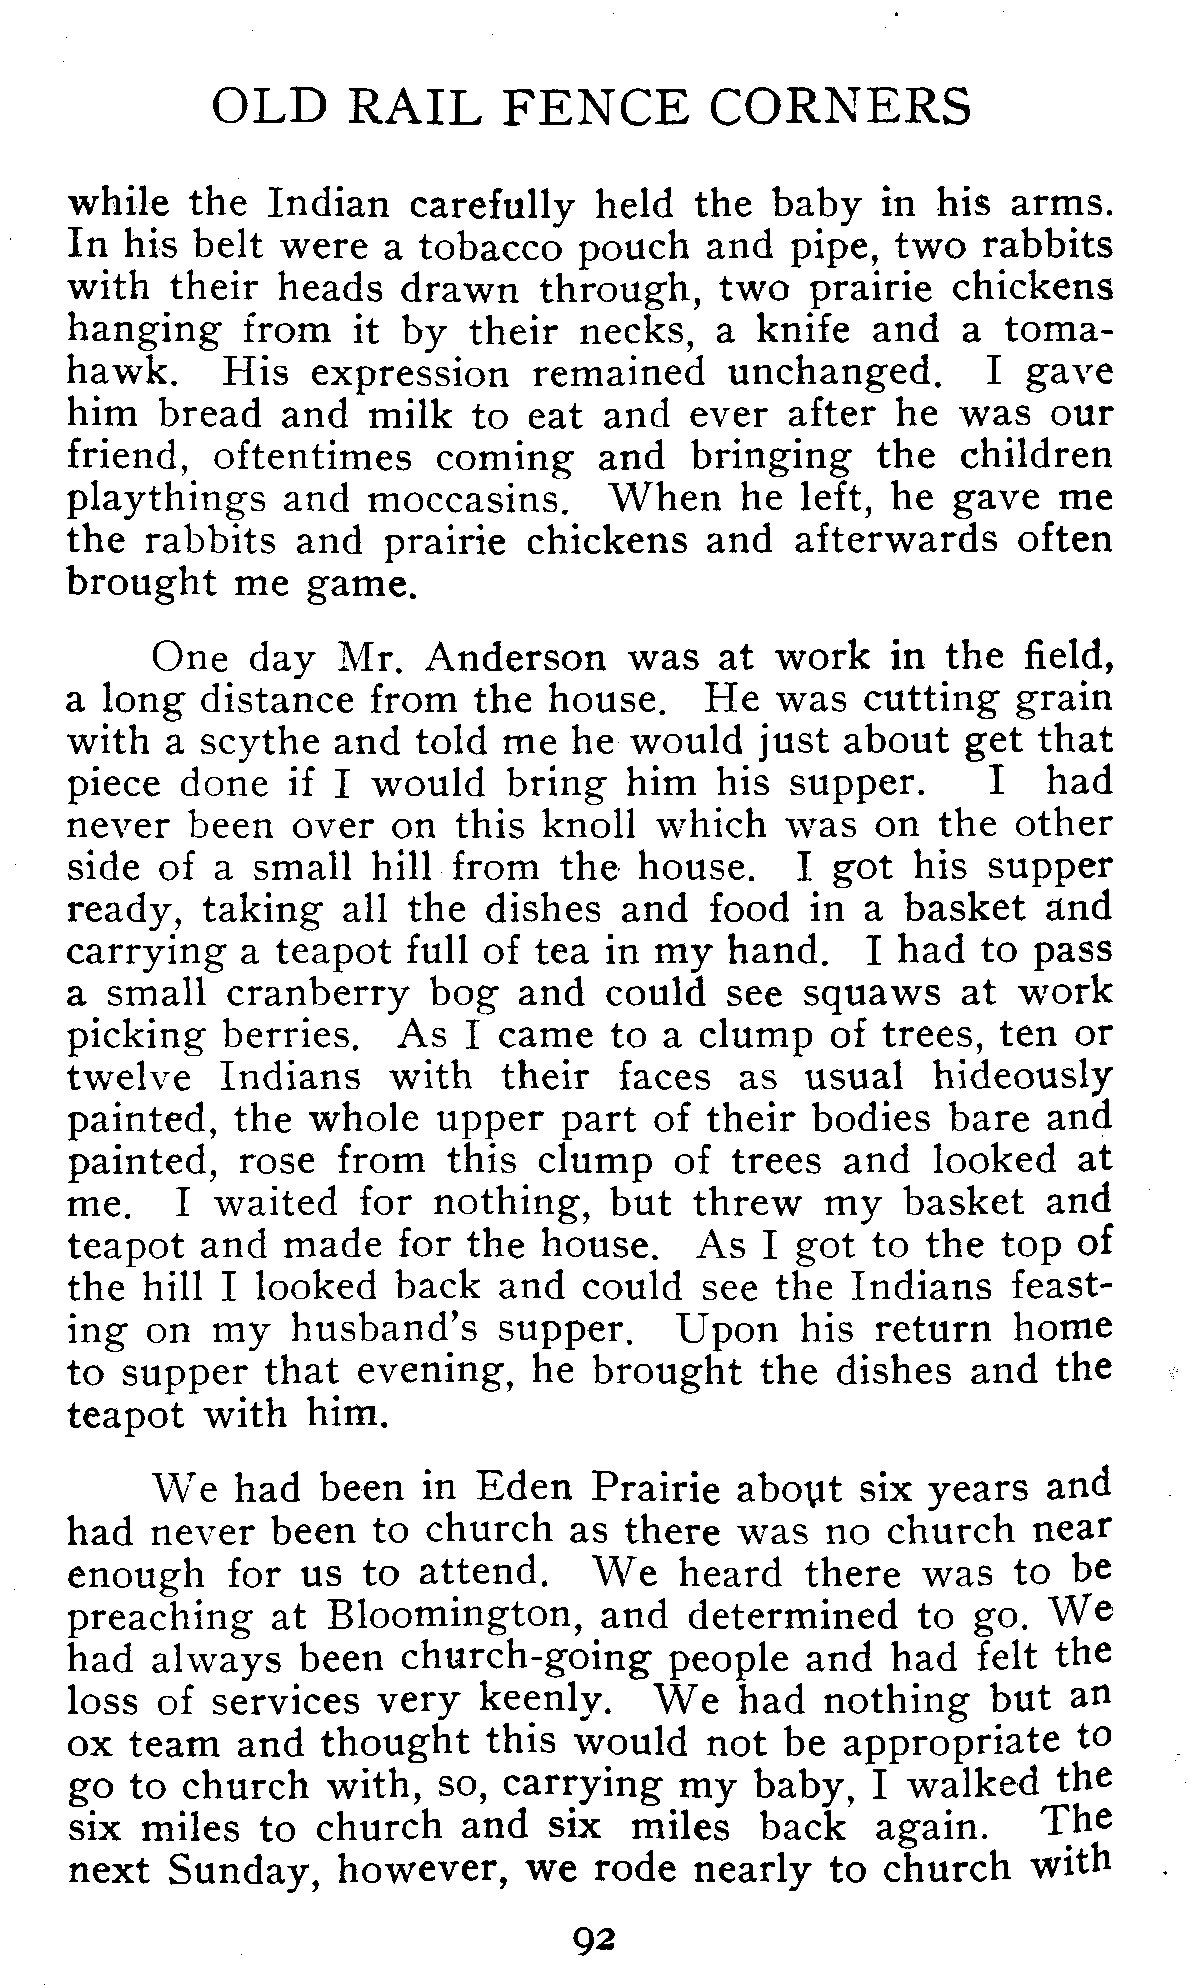 OLD RAIL FENCE CORNERS
while the Indian carefully held the baby in his arms.
In his belt were a tobacco pouch and pipe, two rabbits
with their heads drawn through, two prairie chickens
hanging from it by their necks, a knife and a toma-
hawk. His expression remained unchanged. I gave
him bread and milk to eat and ever after he was our
friend, oftentimes coming and bringing the children
playthings and moccasins. When he left, he gave me
the rabbits and prairie chickens and afterwards often
brought me game.
One day Mr. Anderson was at work in the field,
a long distance from the house. He was cutting grain
with a scythe and told me he would just about get that
piece done if I would bring him his supper. I had
never been over on this knoll which was on the other
side of a small hill from the house. I got his supper
ready, taking all the dishes and food in a basket and
carrying a teapot full of tea in my hand. I had to pass
a small cranberry bog and could see squaws at work
picking berries. As I came to a clump of trees, ten or
twelve Indians with their faces as usual hideously
painted, the whole upper part of their bodies bare and
painted, rose from this clump of trees and looked at
me. I waited for nothing, but threw my basket and
teapot and made for the house. As I got to the top of
the hill I looked back and could see the Indians feast-
ing on my husband's supper. Upon his return home
to supper that evening, he brought the dishes and the
teapot with him.
We had been in Eden Prairie about six years and
had never been to church as there was no church near
enough for us to attend. We heard there was to be
preaching at Bloomington, and determined to go. We
had always been church-going people and had felt the
loss of services very keenly. We had nothing but an
ox team and thought this would not be appropriate to
go to church with, so, carrying my baby, I walked the
six miles to church and six miles back again. The
next Sunday, however, we rode nearly to church with
92